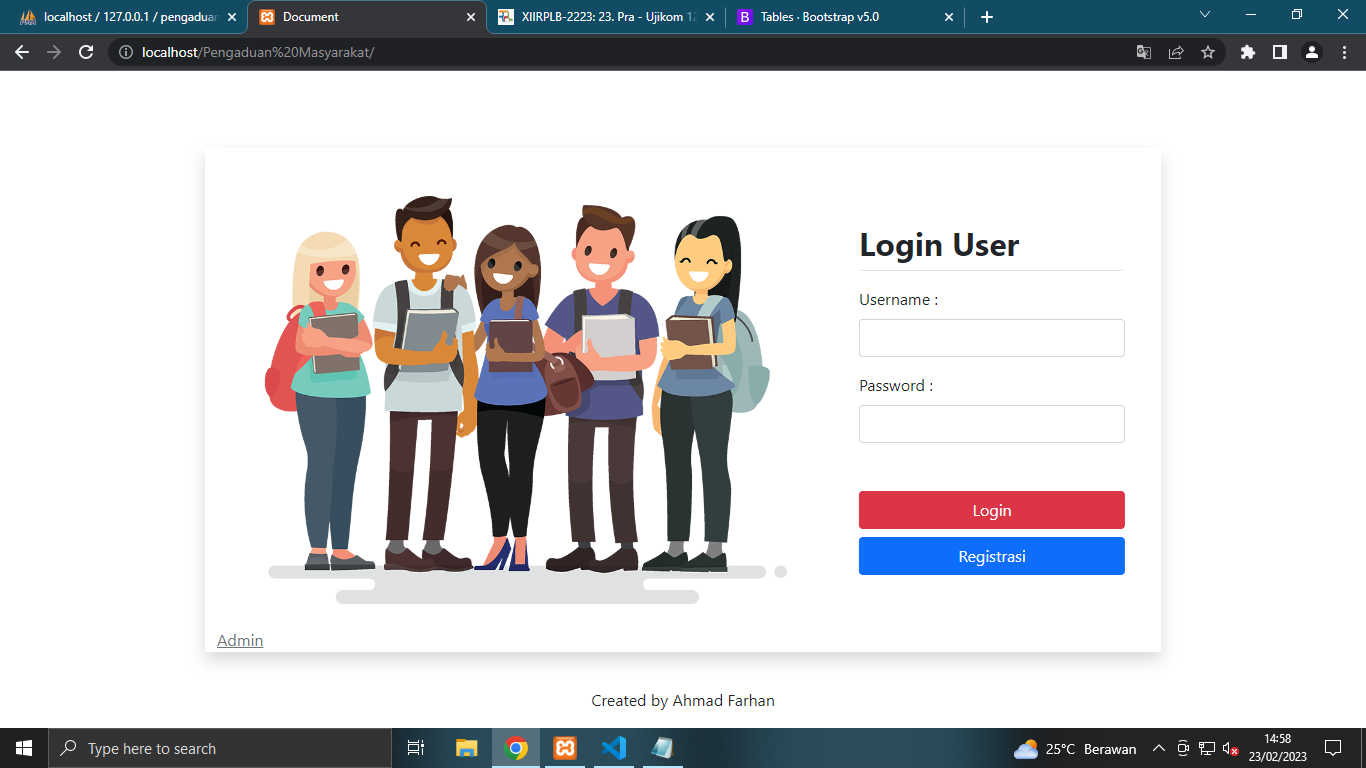 localhost / 127.0.0.1 / pengaduan
Document
XIIRPLB-2223: 23. Pra - Ujikom 12
Tables · Bootstrap v5.0
localhost/Pengaduan%20Masyarakat/
Login User
Username :
Password :
Login
Registrasi
Admin
Created by Ahmad Farhan
Type here to search
25°C Berawan
14:58
23/02/2023